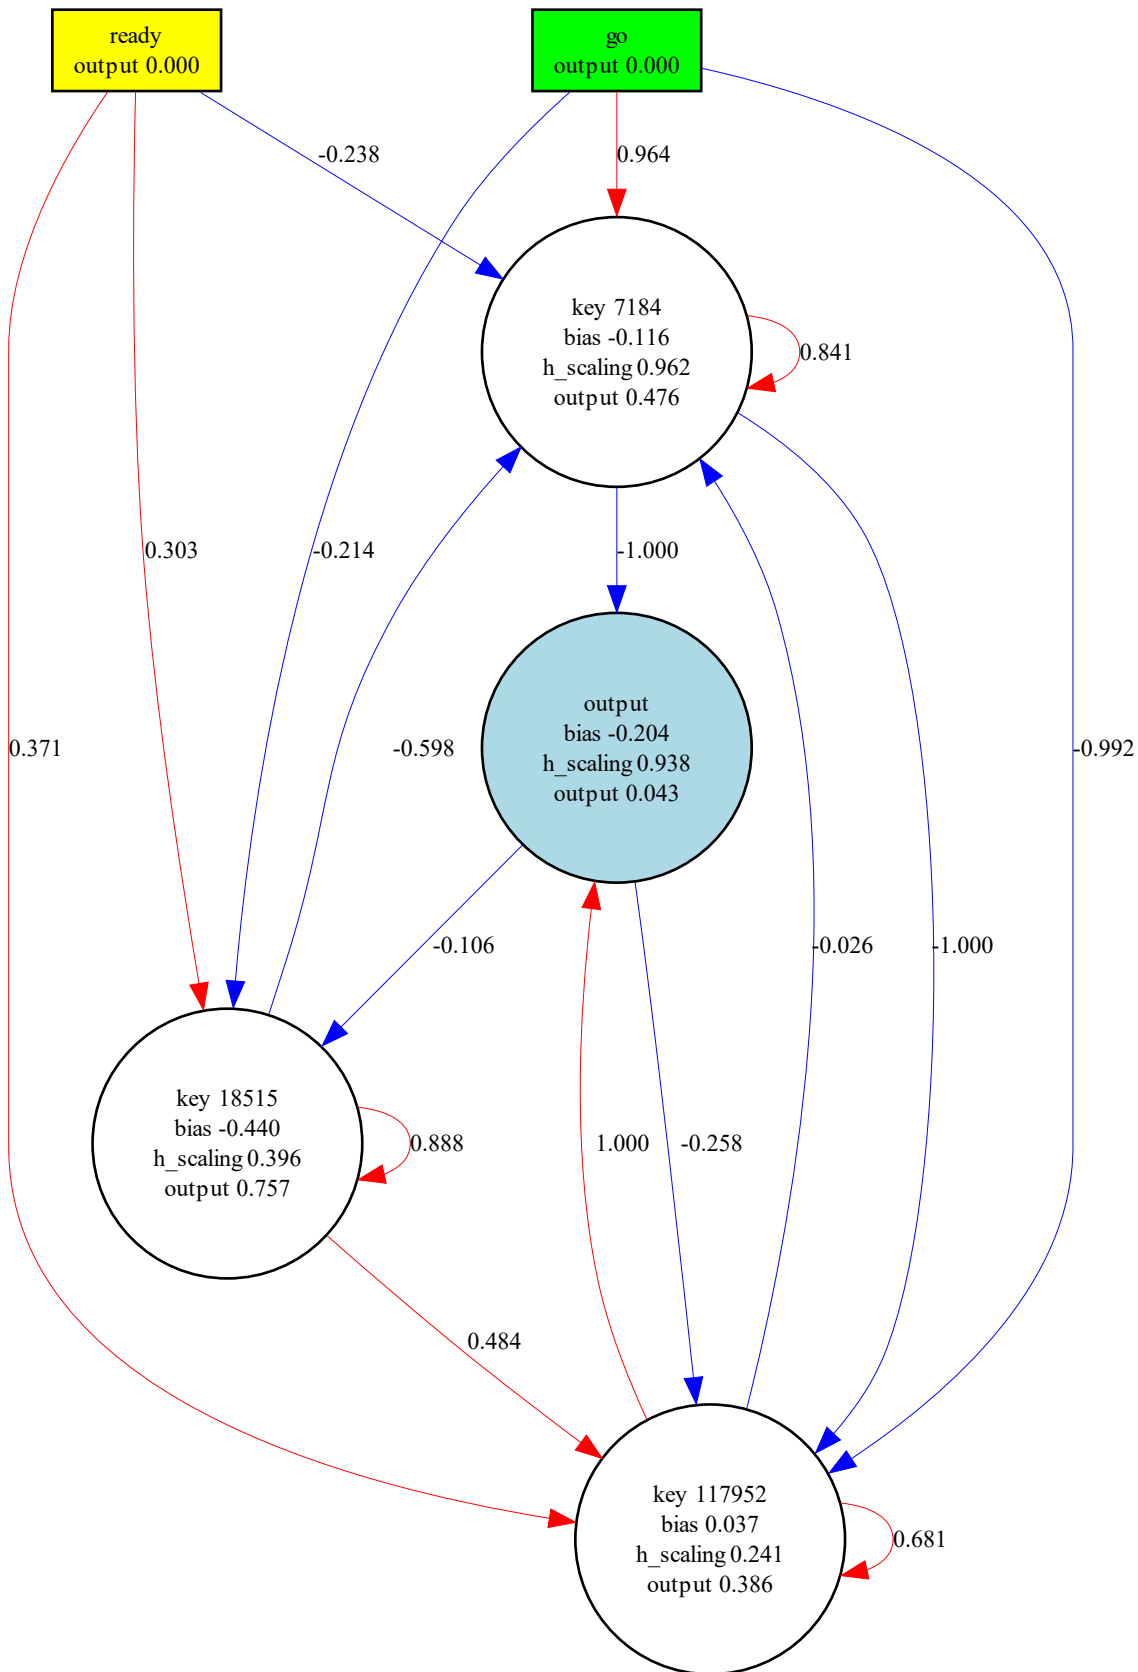 ready
output 0.000
go
output 0.000
-0.238
0.964
key 7184
bias -0.116
h_scaling 0.962
output 0.476
0.841
0.303
-0.214
-1.000
output
bias -0.204
h_scaling 0.938
output 0.043
0.371
-0.598
-0.992
-0.106
-0.026
-1.000
key 18515
bias -0.440
h_scaling 0.396
output 0.757
0.888
1.000
-0.258
0.484
key 117952
bias 0.037
h_scaling 0.241
output 0.386
0.681